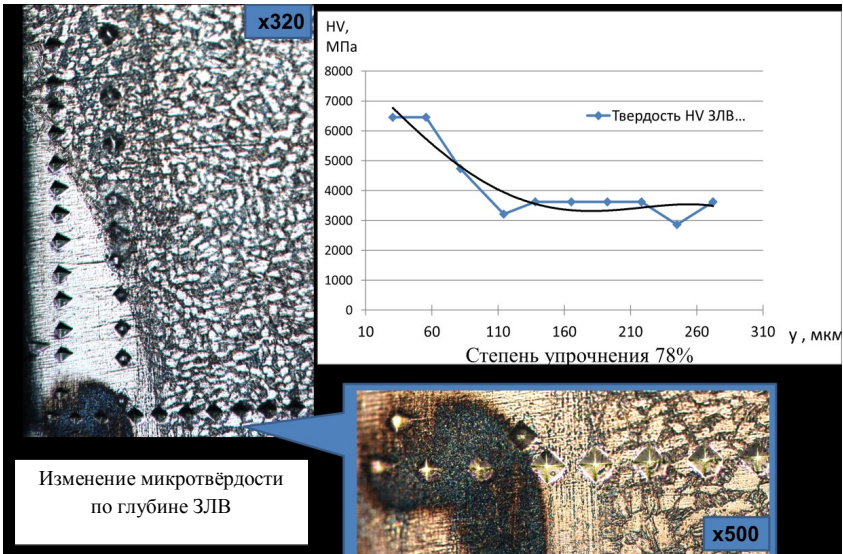 x320
HV,
МПа
8000
7000
6000
5000
4000
3000
2000
1000
0
10 60 110 160 210 260 310
y , мкм
Твердость HV ЗЛВ...
Степень упрочнения 78%
Изменение микротвёрдости
по глубине ЗЛВ
x500